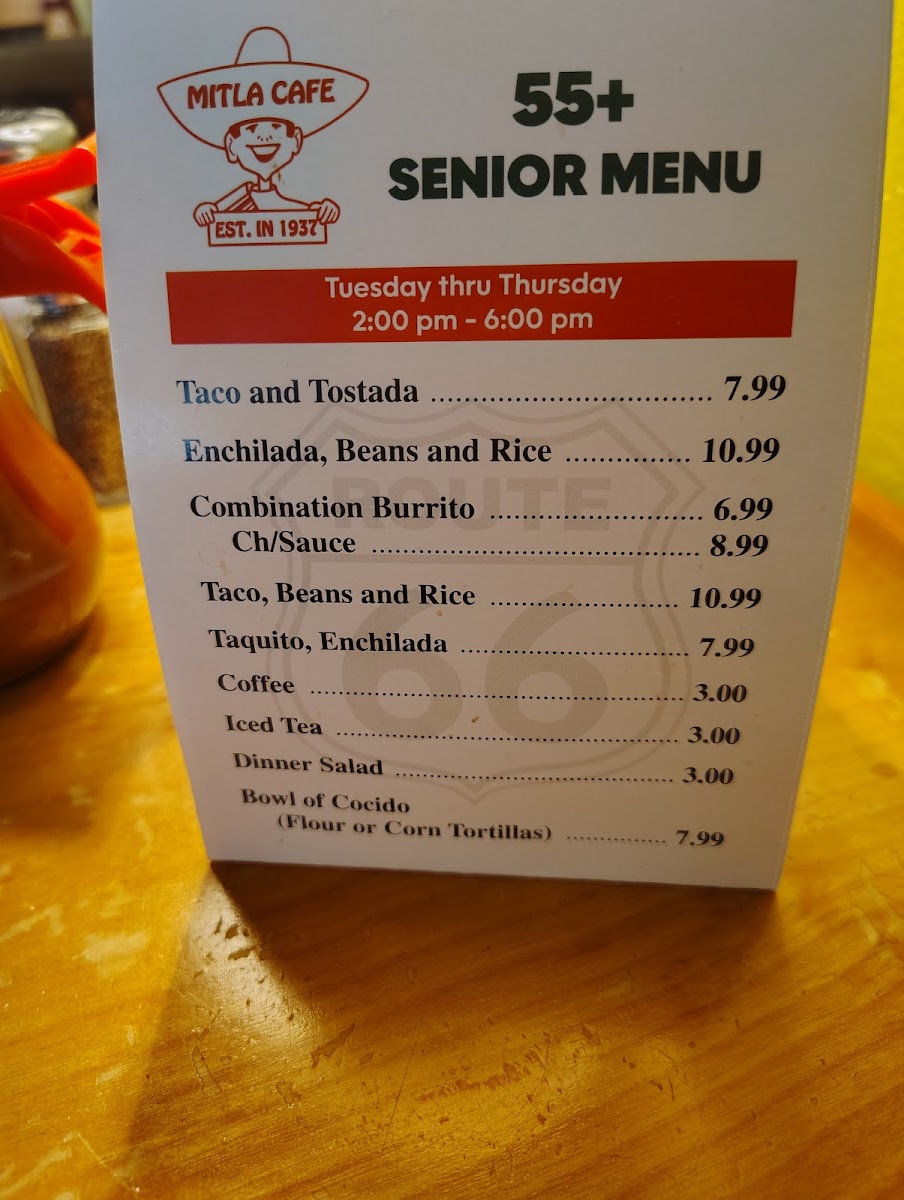 MITLA CAFE
EST. IN 1937
55+
SENIOR MENU
Tuesday thru Thursday
2:00 pm - 6:00 pm
Taco and Tostada ................................. 7.99
Enchilada, Beans and Rice ............... 10.99
Combination Burrito .......................... 6.99
Ch/Sauce ........................................ 8.99
Taco, Beans and Rice ........................ 10.99
Taquito, Enchilada ............................. 7.99
Coffee ................................................ 3.00
Iced Tea ............................................. 3.00
Dinner Salad ...................................... 3.00
Bowl of Cocido
(Flour or Corn Tortillas) ............... 7.99
ROUTE
66